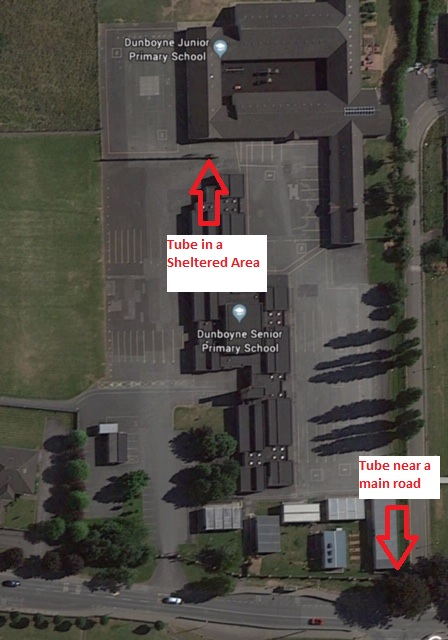 Dunboyne Junior
Primary School
Tube in a
Sheltered Area
Dunboyne Senior
Primary School
Tube near a
main road